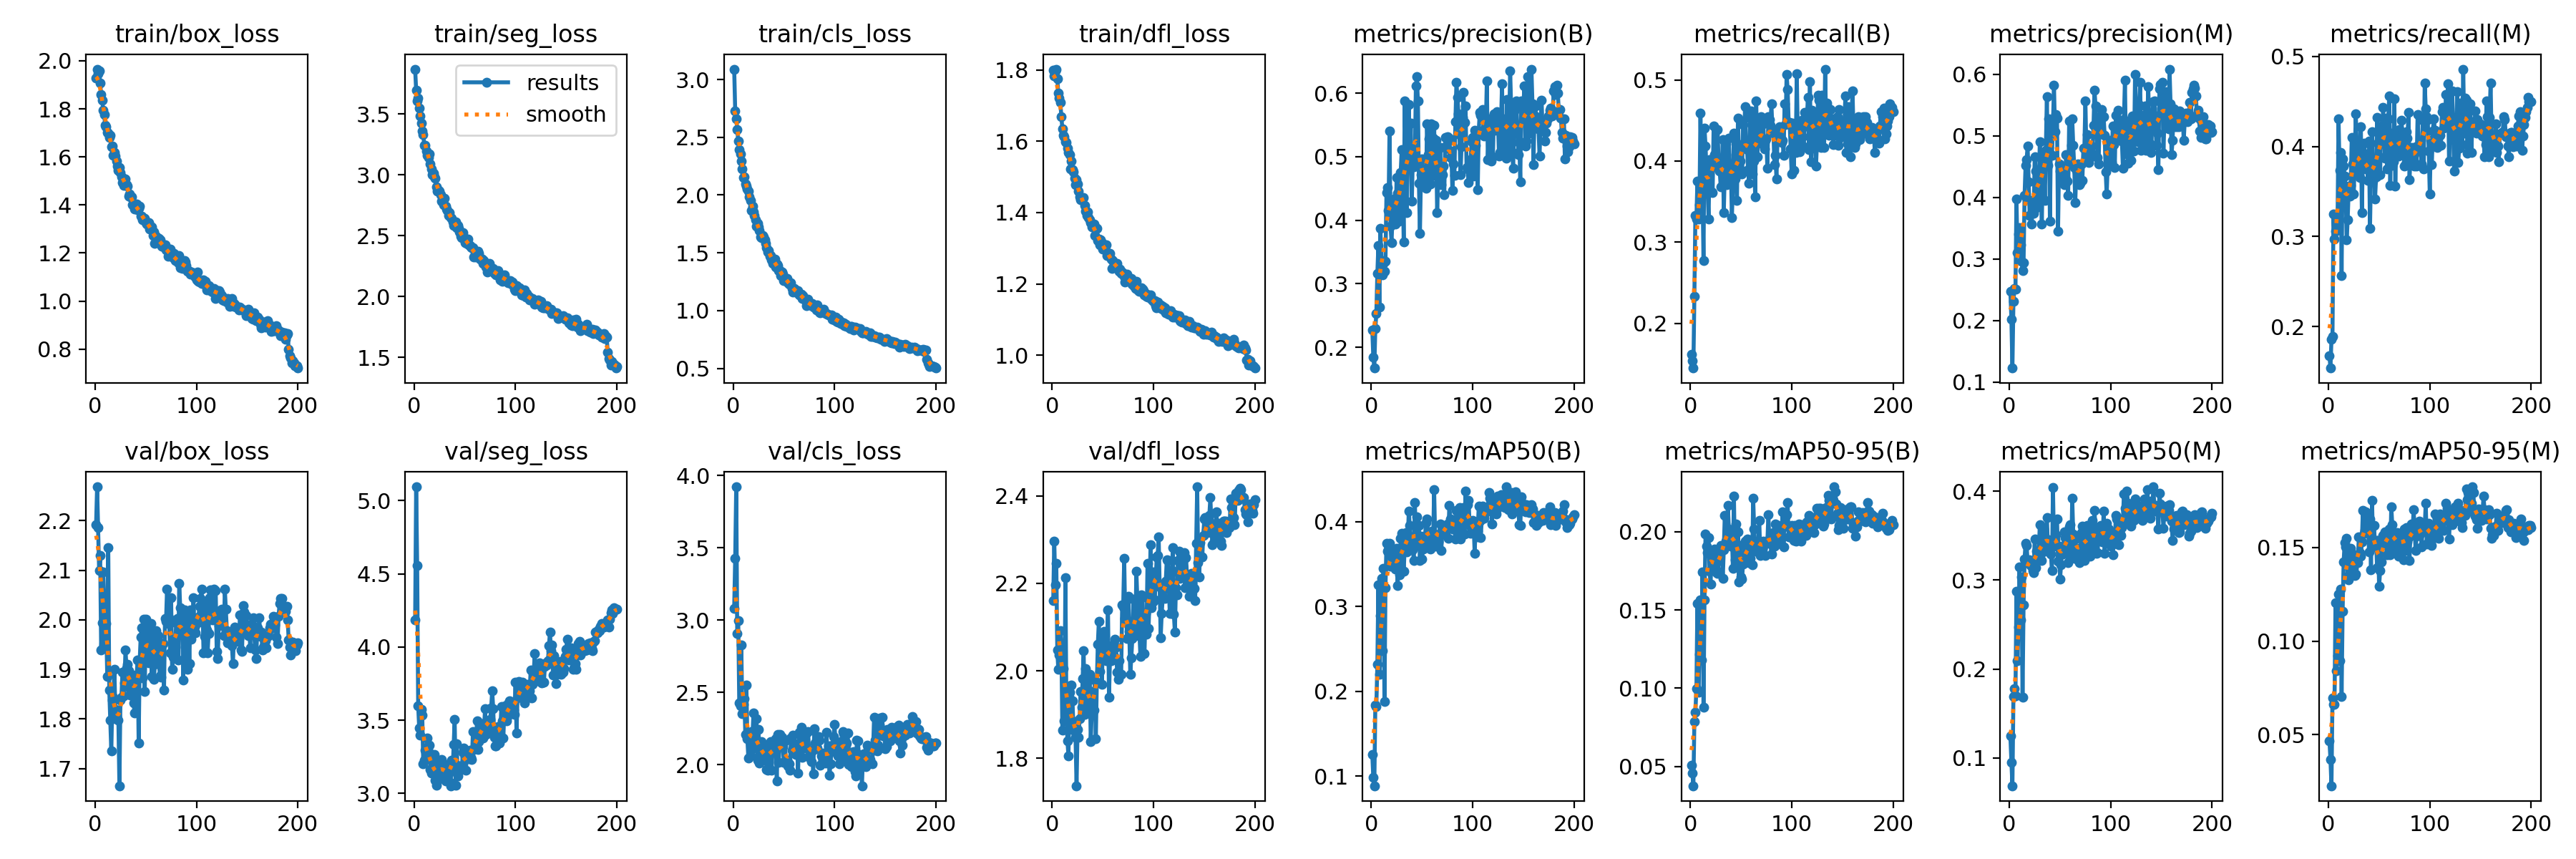 train/box_loss
train/seg_loss
train/cls_loss
train/dfl_loss
metrics/precision(B)
metrics/recall(B)
metrics/precision(M)
metrics/recall(M)
results
smooth
2.0
1.8
1.6
1.4
1.2
1.0
0.8
0 100 200
3.5
3.0
2.5
2.0
1.5
0 100 200
3.0
2.5
2.0
1.5
1.0
0.5
0 100 200
1.8
1.6
1.4
1.2
1.0
0 100 200
0.6
0.5
0.4
0.3
0.2
0 100 200
0.5
0.4
0.3
0.2
0 100 200
0.6
0.5
0.4
0.3
0.2
0.1
0 100 200
0.5
0.4
0.3
0.2
0 100 200
val/box_loss
val/seg_loss
val/cls_loss
val/dfl_loss
metrics/mAP50(B)
metrics/mAP50-95(B)
metrics/mAP50(M)
metrics/mAP50-95(M)
2.2
2.1
2.0
1.9
1.8
1.7
0 100 200
5.0
4.5
4.0
3.5
3.0
0 100 200
4.0
3.5
3.0
2.5
2.0
0 100 200
2.4
2.2
2.0
1.8
0 100 200
0.4
0.3
0.2
0.1
0 100 200
0.20
0.15
0.10
0.05
0 100 200
0.4
0.3
0.2
0.1
0 100 200
0.15
0.10
0.05
0 100 200